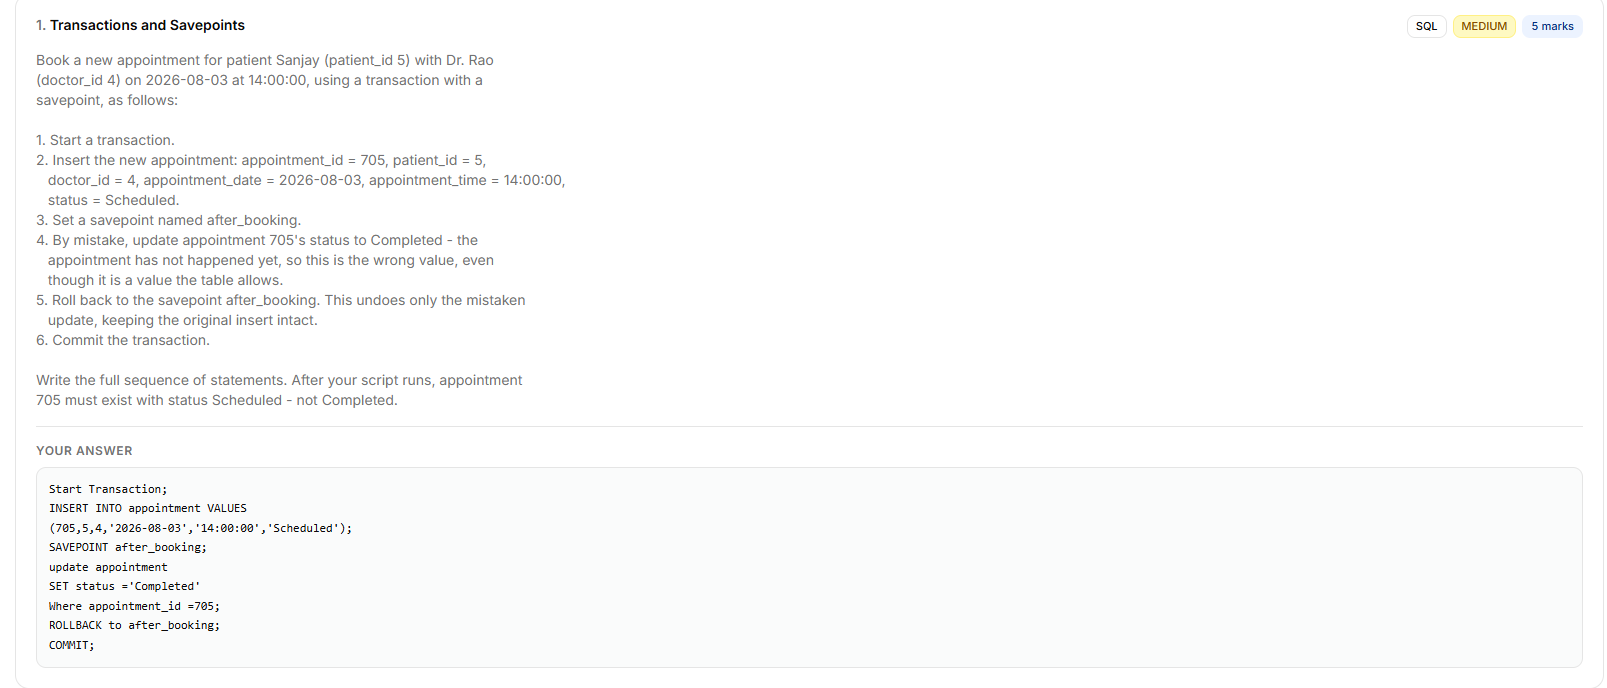 1. Transactions and Savepoints
SQL MEDIUM 5 marks
Book a new appointment for patient Sanjay (patient_id 5) with Dr. Rao
(doctor_id 4) on 2026-08-03 at 14:00:00, using a transaction with a
savepoint, as follows:
1. Start a transaction.
2. Insert the new appointment: appointment_id = 705, patient_id = 5,
doctor_id = 4, appointment_date = 2026-08-03, appointment_time = 14:00:00,
status = Scheduled.
3. Set a savepoint named after_booking.
4. By mistake, update appointment 705's status to Completed - the
appointment has not happened yet, so this is the wrong value, even
though it is a value the table allows.
5. Roll back to the savepoint after_booking. This undoes only the mistaken
update, keeping the original insert intact.
6. Commit the transaction.
Write the full sequence of statements. After your script runs, appointment
705 must exist with status Scheduled - not Completed.
YOUR ANSWER
Start Transaction;
INSERT INTO appointment VALUES
(705,5,4,'2026-08-03','14:00:00','Scheduled');
SAVEPOINT after_booking;
update appointment
SET status ='Completed'
Where appointment_id =705;
ROLLBACK to after_booking;
COMMIT;